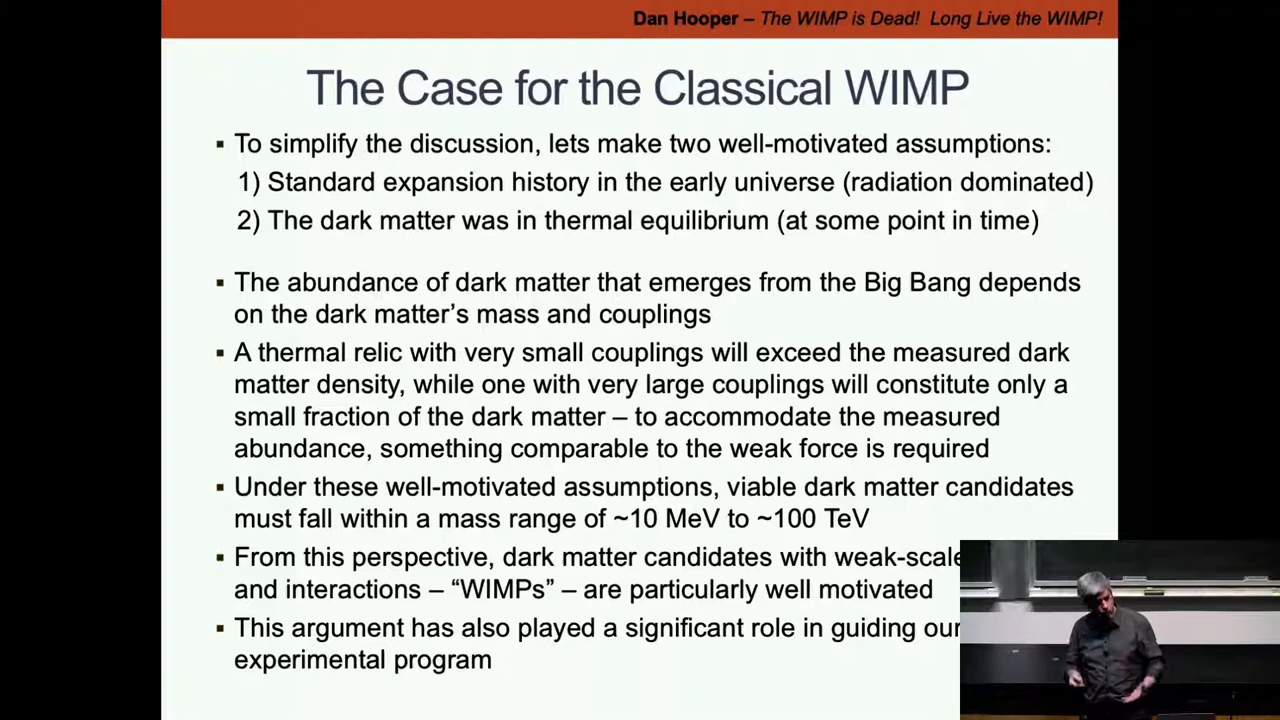 Dan Hooper – The WIMP is Dead! Long Live the WIMP!
The Case for the Classical WIMP
▪ To simplify the discussion, lets make two well-motivated assumptions:
1) Standard expansion history in the early universe (radiation dominated)
2) The dark matter was in thermal equilibrium (at some point in time)
▪ The abundance of dark matter that emerges from the Big Bang depends
on the dark matter’s mass and couplings
▪ A thermal relic with very small couplings will exceed the measured dark
matter density, while one with very large couplings will constitute only a
small fraction of the dark matter – to accommodate the measured
abundance, something comparable to the weak force is required
▪ Under these well-motivated assumptions, viable dark matter candidates
must fall within a mass range of ~10 MeV to ~100 TeV
▪ From this perspective, dark matter candidates with weak-scale
and interactions – “WIMPs” – are particularly well motivated
▪ This argument has also played a significant role in guiding our
experimental program